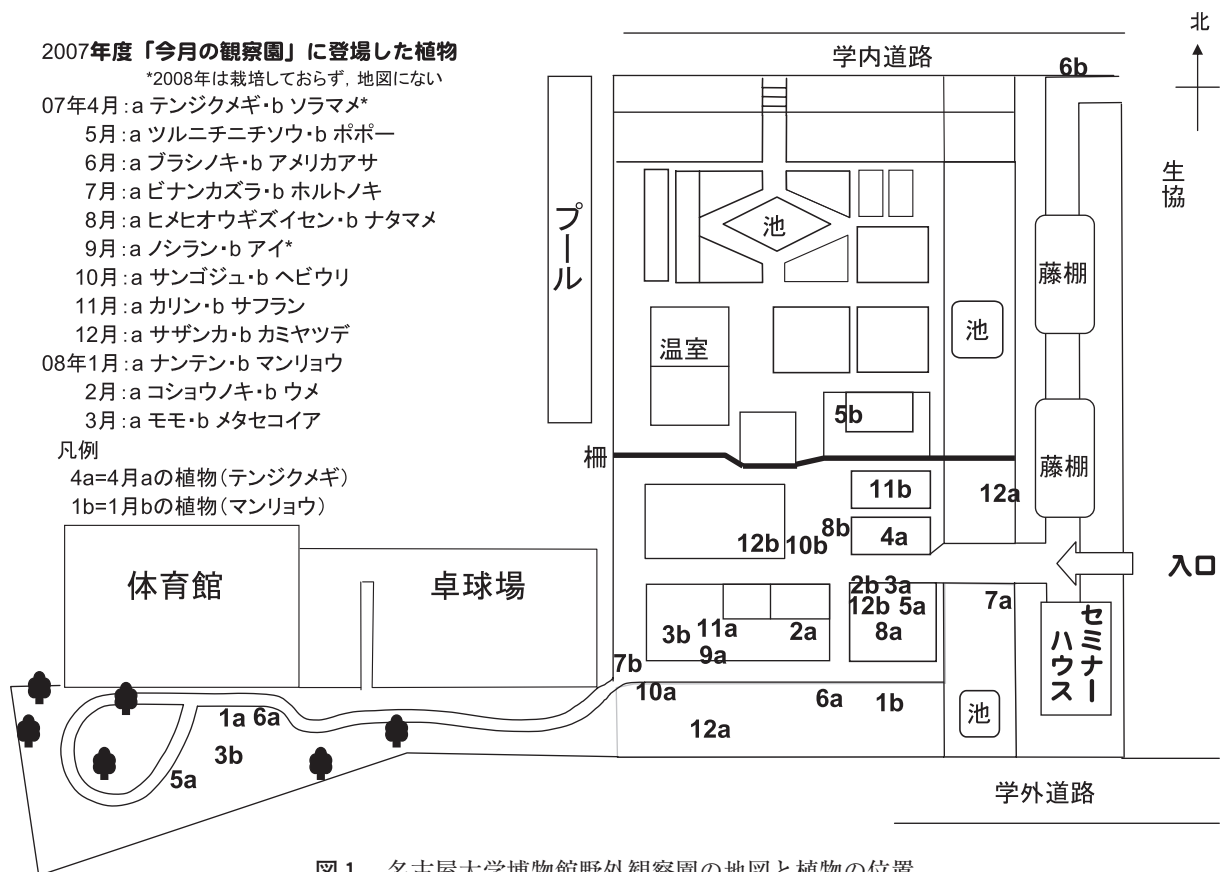 2007年度「今月の観察園」に登場した植物
*2008年は栽培しておらず，地図にない
07年4月：a テンジクメギ・b ソラマメ*
5月：a ツルニチニチソウ・b ポポー
6月：a ブラシノキ・b アメリカアサ
7月：a ビナンカズラ・b ホルトノキ
8月：a ヒメヒオウギズイセン・b ナタマメ
9月：a ノシラン・b アイ*
10月：a サンゴジュ・b ヘビウリ
11月：a カリン・b サフラン
12月：a サザンカ・b カミヤツデ
08年1月：a ナンテン・b マンリョウ
2月：a コショウノキ・b ウメ
3月：a モモ・b メタセコイア
凡例
4a=4月aの植物（テンジクメギ）
1b=1月bの植物（マンリョウ）
北
学内道路
6b
生協
プール
池
藤棚
池
温室
5b
柵
藤棚
11b
12a
8b
12b
10b
4a
入口
体育館
卓球場
2b 3a
12b 5a
8a
7a
セミナー
ハウス
3b
11a
2a
9a
7b
10a
6a
1b
池
12a
1a 6a
3b
5a
学外道路
図1 名古屋大学博物館野外観察園の地図と植物の位置